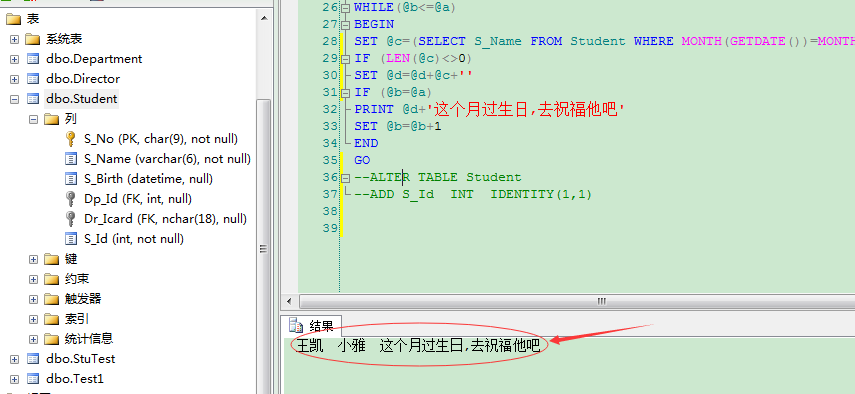 表
系统表
dbo.Department
dbo.Director
dbo.Student
列
S_No (PK, char(9), not null)
S_Name (varchar(6), not null)
S_Birth (datetime, null)
Dp_Id (FK, int, null)
Dr_Icard (FK, nchar(18), null)
S_Id (int, not null)
键
约束
触发器
索引
统计信息
dbo.StuTest
dbo.Test1
26 WHILE(@b<=@a)
27 BEGIN
28 SET @c=(SELECT S_Name FROM Student WHERE MONTH(GETDATE())=MONTH
29 IF (LEN(@c)<>0)
30 SET @d=@d+@c+''
31 IF (@b=@a)
32 PRINT @d+'这个月过生日,去祝福他吧'
33 SET @b=@b+1
34 END
35 GO
36 --ALTER TABLE Student
37 --ADD S_Id  INT  IDENTITY(1,1)
38
39
结果
王凯  小雅  这个月过生日,去祝福他吧